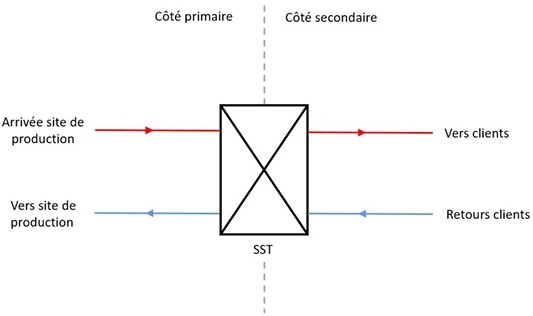 Côté primaire
Côté secondaire
Arrivée site de
production
Vers clients
Vers site de
production
Retours clients
SST